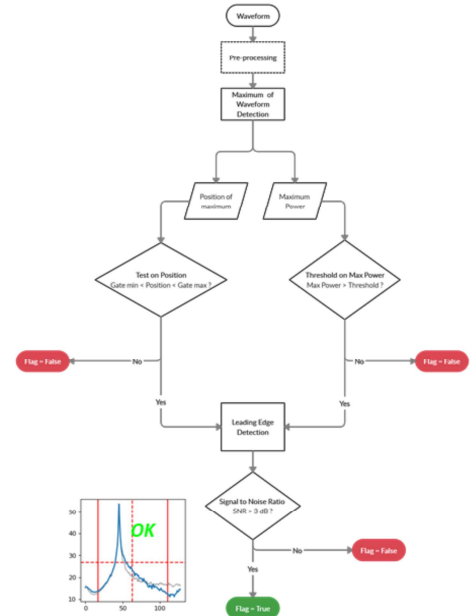 Waveform
Pre-processing
Maximum of
Waveform
Detection
Position of
maximum
Maximum
Power
Test on Position
Gate min < Position < Gate max ?
Threshold on Max Power
Max Power > Threshold ?
Flag = False
No
No
Flag = False
Yes
Yes
Leading Edge
Detection
Signal to Noise Ratio
SNR > 3 dB ?
OK
50
40
30
20
10
0
50
100
No
Flag = False
Yes
Flag = True